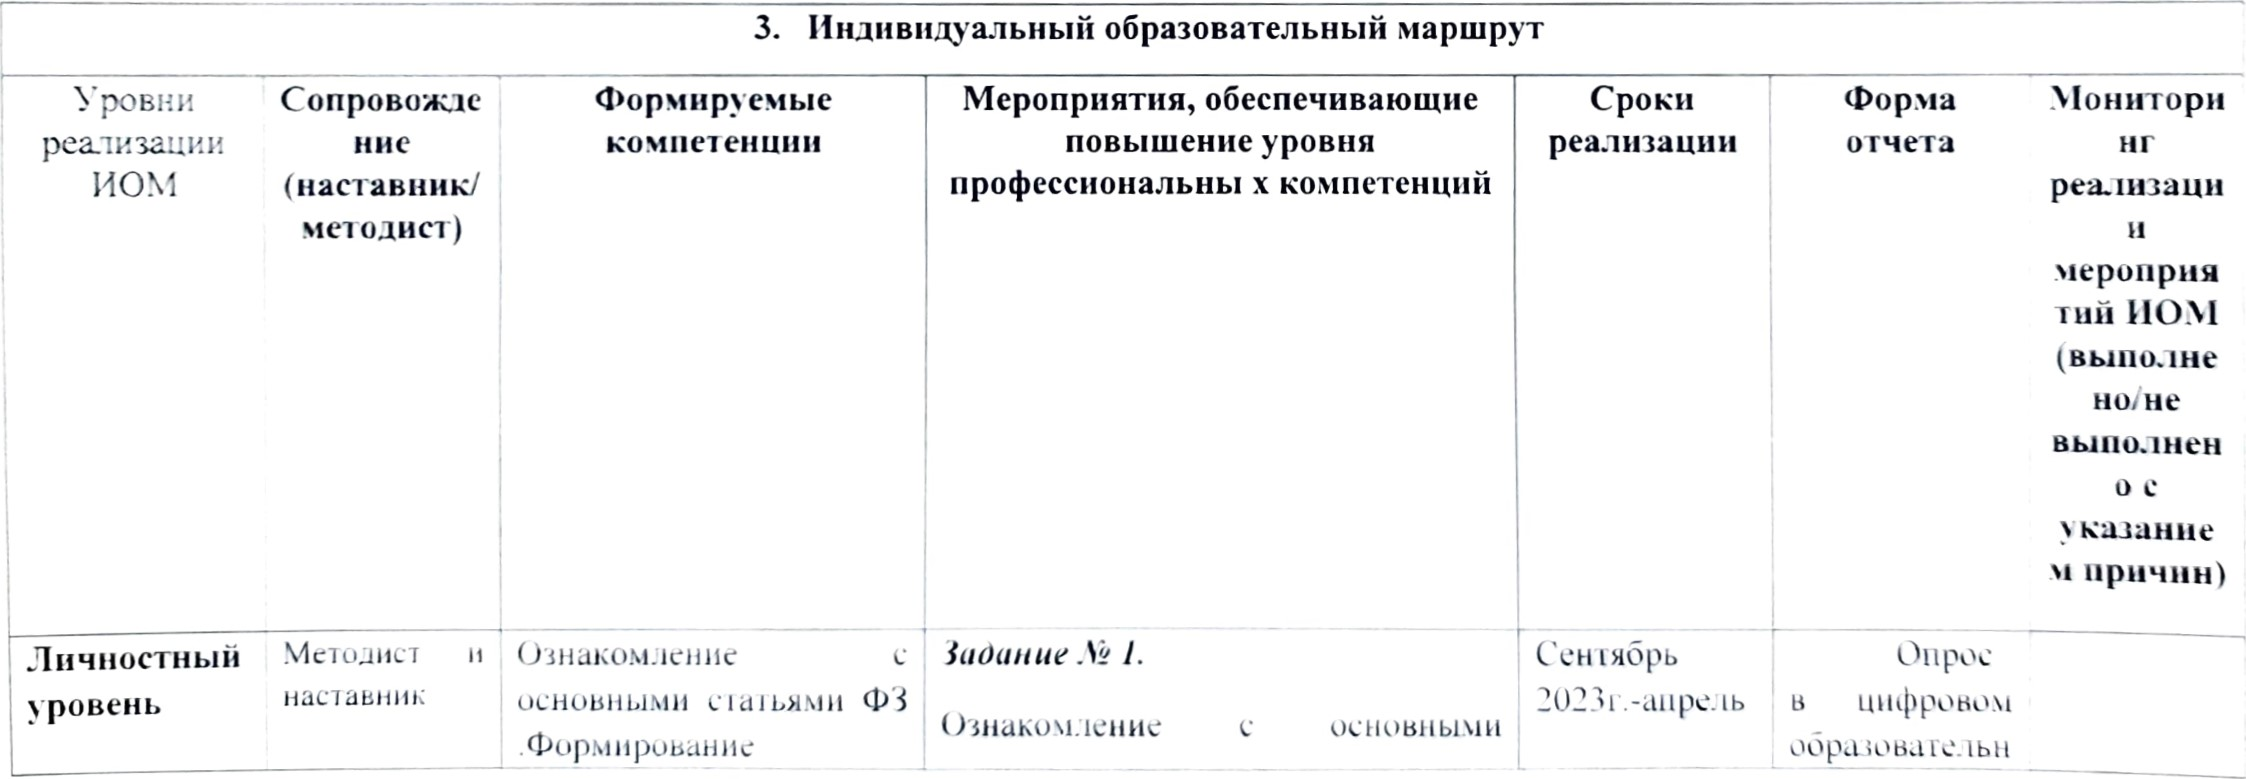 3. Индивидуальный образовательный маршрут
Уровни
реализации
ИОМ
Сопровожде
ние
(наставник/
методист)
Формируемые
компетенции
Мероприятия, обеспечивающие
повышение уровня
профессиональны х компетенций
Сроки
реализации
Форма
отчета
Монитори
нг
реализаци
и
мероприя
тий ИОМ
(выполне
но/не
выполнен
о с
указание
м причин)
Личностный
уровень
Методист и
наставник
Ознакомление с
основными статьями ФЗ
.Формирование
Задание № 1.
Ознакомление с основными
Сентябрь
2023г.-апрель
Опрос
в цифровом
образовательн